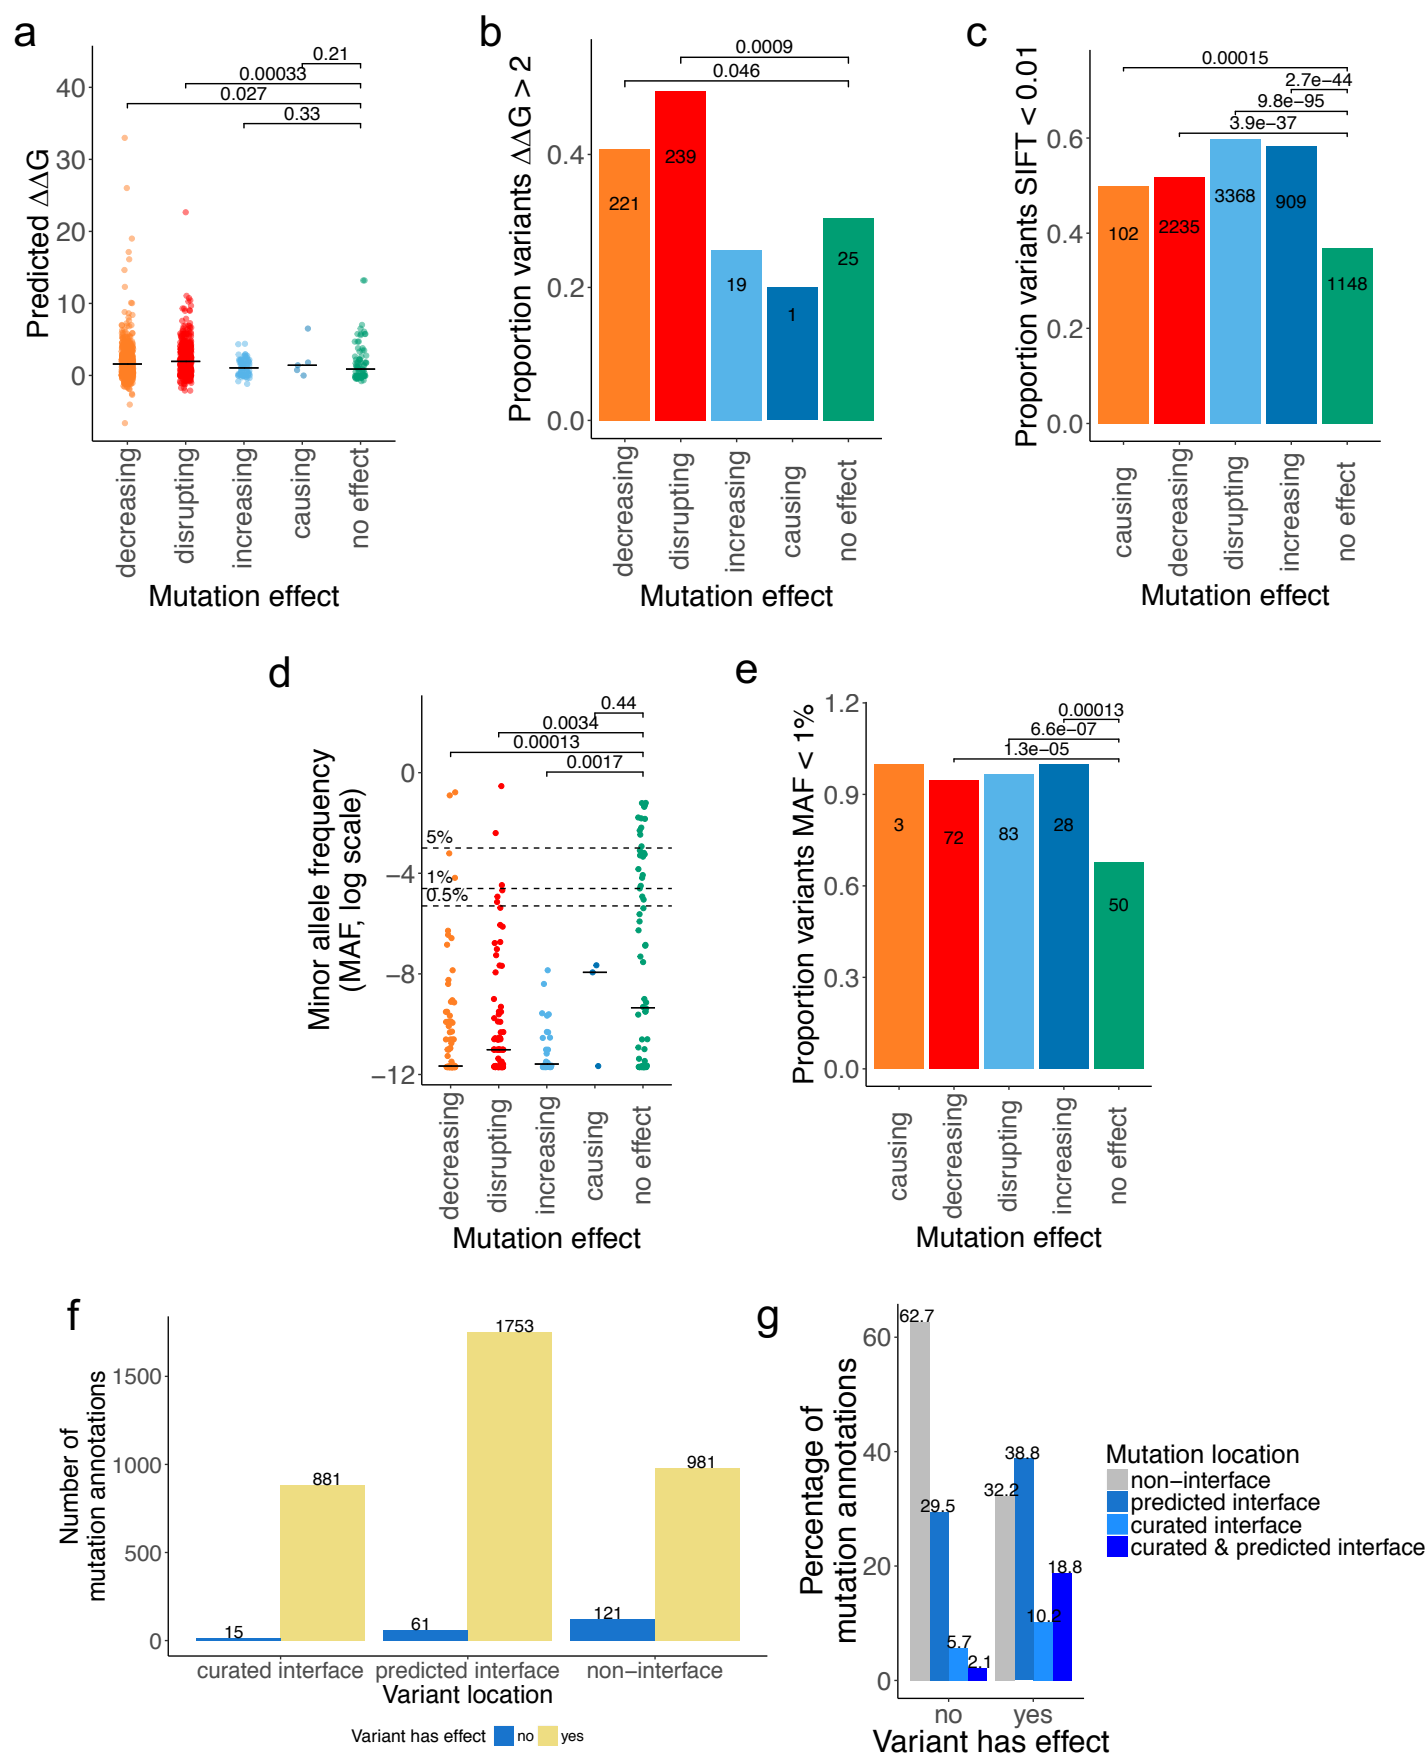 a
Predicted ΔΔG
40
30
20
10
0
0.21
0.00033
0.027
0.33
decreasing
disrupting
increasing
causing
no effect
Mutation effect
b
Proportion variants ΔΔG > 2
0.4
0.2
0.0
0.0009
0.046
221
239
19
1
25
decreasing
disrupting
increasing
causing
no effect
Mutation effect
c
Proportion variants SIFT < 0.01
0.6
0.4
0.2
0.0
0.00015
2.7e−44
9.8e−95
3.9e−37
102
2235
3368
909
1148
causing
decreasing
disrupting
increasing
no effect
Mutation effect
d
Minor allele frequency
(MAF, log scale)
0
−4
−8
−12
0.44
0.0034
0.00013
0.0017
5%
1%
0.5%
decreasing
disrupting
increasing
causing
no effect
Mutation effect
e
Proportion variants MAF < 1%
1.2
0.9
0.6
0.3
0.0
0.00013
6.6e−07
1.3e−05
3
72
83
28
50
causing
decreasing
disrupting
increasing
no effect
Mutation effect
f
Number of
mutation annotations
1500
1000
500
0
15
881
61
1753
121
981
curated interface
predicted interface
non−interface
Variant location
Variant has effect no yes
g
Percentage of
mutation annotations
60
40
20
0
62.7
29.5
5.7
2.1
32.2
38.8
10.2
18.8
no
yes
Variant has effect
Mutation location
non−interface
predicted interface
curated interface
curated & predicted interface